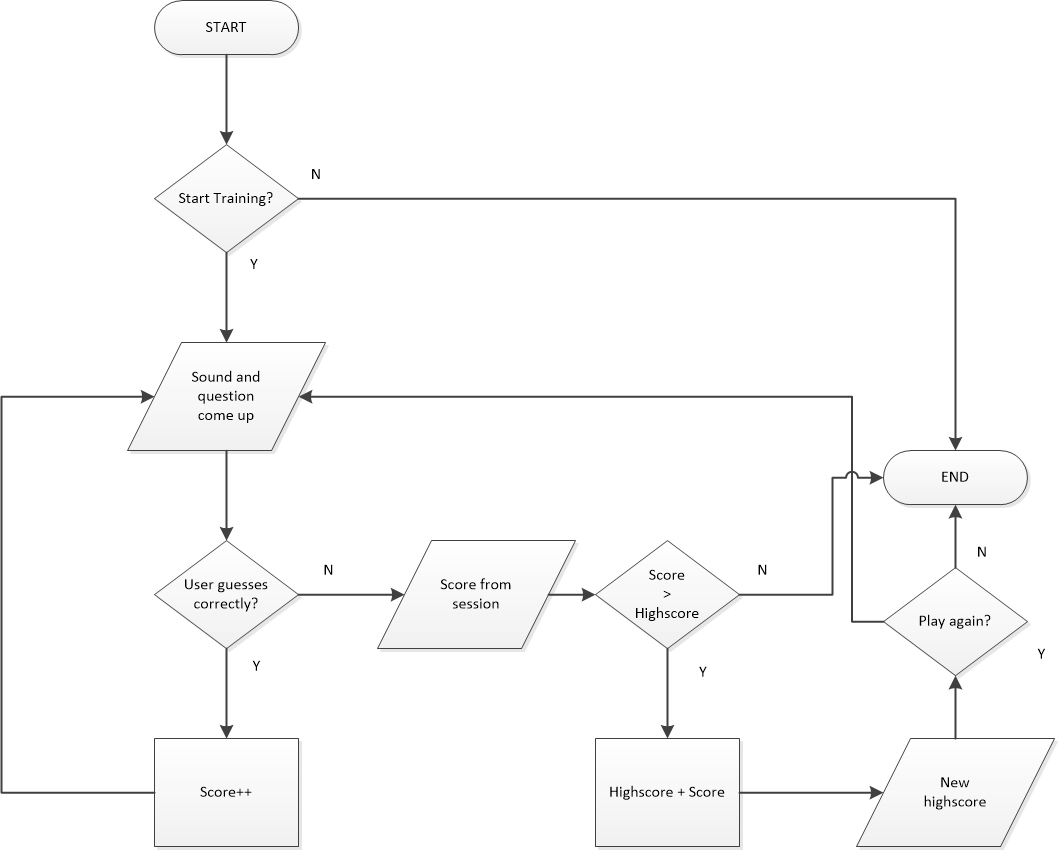 START
Start Training?
N
Y
Sound and
question
come up
END
User guesses
correctly?
N
Y
Score from
session
Score
>
Highscore
N
Y
Play again?
N
Y
Score++
Highscore + Score
New
highscore